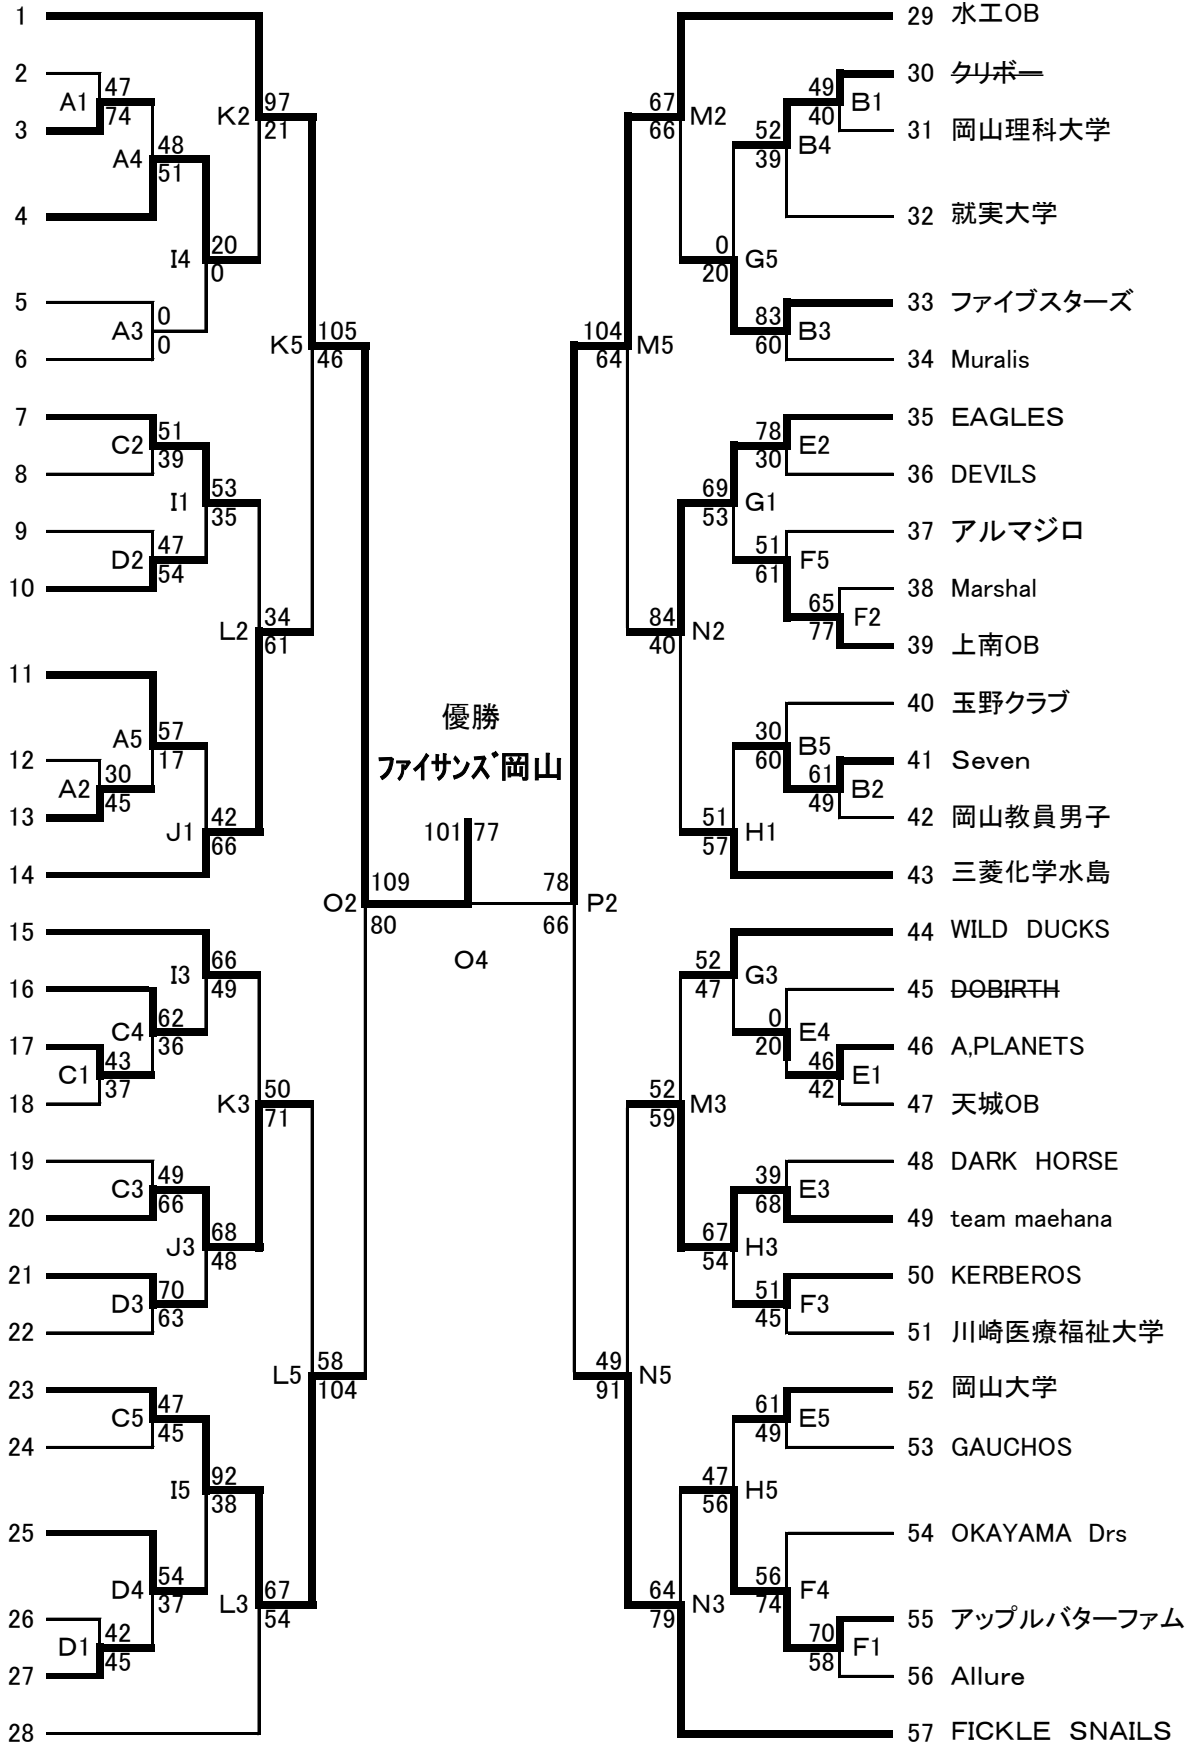 1
29 水工OB
2
47
A1
74
3
K2
97
21
67
66
M2
49
40
B1
30 クリボー
31 岡山理科大学
A4
48
51
52
39
B4
4
32 就実大学
I4
20
0
0
20
G5
5
0
A3
0
6
83
60
B3
33 ファイブスターズ
34 Muralis
K5
105
46
104
64
M5
7
51
C2
39
8
78
30
E2
35 EAGLES
36 DEVILS
I1
53
35
69
53
G1
9
47
D2
54
10
51
61
F5
37 アルマジロ
38 Marshal
65
77
F2
39 上南OB
L2
34
61
84
40
N2
11
A5
57
17
12
30
A2
45
13
J1
42
66
14
優勝
ファイサンズ岡山
101 77
30
60
B5
40 玉野クラブ
61
49
B2
41 Seven
42 岡山教員男子
51
57
H1
43 三菱化学水島
O2
109
80
78
66
P2
O4
15
I3
66
49
52
47
G3
44 WILD DUCKS
16
C4
62
36
17
43
C1
37
18
0
20
E4
45 DOBIRTH
46
42
E1
46 A,PLANETS
47 天城OB
K3
50
71
52
59
M3
19
49
C3
66
20
39
68
E3
48 DARK HORSE
49 team maehana
J3
68
48
67
54
H3
21
70
D3
63
22
51
45
F3
50 KERBEROS
51 川崎医療福祉大学
L5
58
104
49
91
N5
23
47
C5
45
24
61
49
E5
52 岡山大学
53 GAUCHOS
I5
92
38
47
56
H5
25
D4
54
37
56
74
F4
54 OKAYAMA Drs
L3
67
54
64
79
N3
26
42
D1
45
27
70
58
F1
55 アップルバターファム
56 Allure
28
57 FICKLE SNAILS